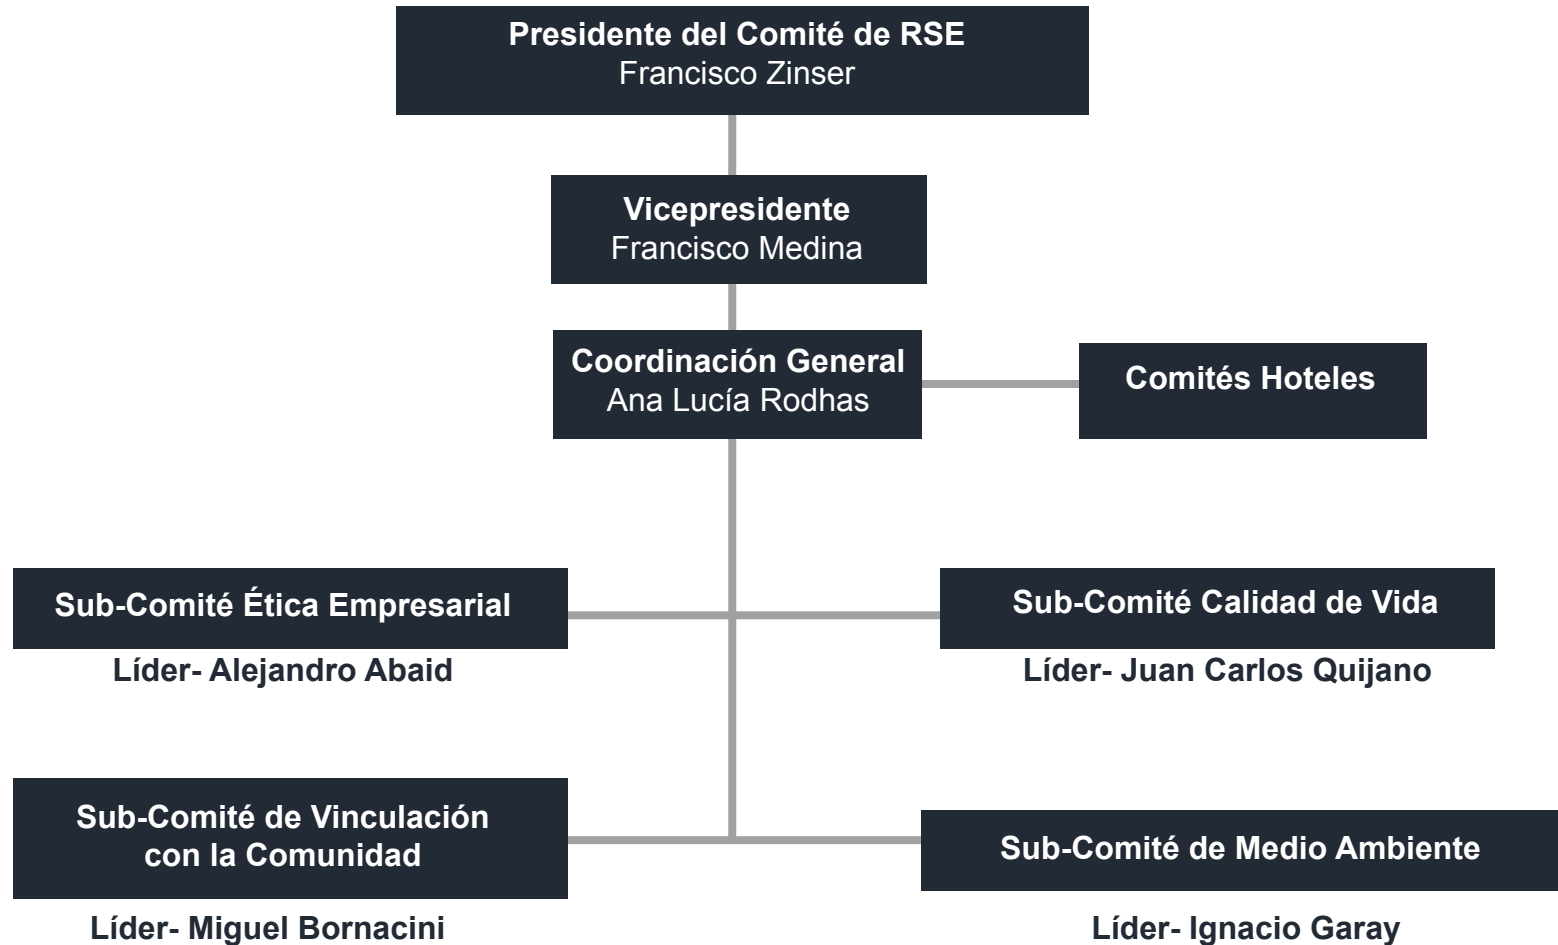 Presidente del Comité de RSE
Francisco Zinser
Vicepresidente
Francisco Medina
Coordinación General
Ana Lucía Rodhas
Comités Hoteles
Sub-Comité Ética Empresarial
Líder- Alejandro Abaid
Sub-Comité Calidad de Vida
Líder- Juan Carlos Quijano
Sub-Comité de Vinculación
con la Comunidad
Líder- Miguel Bornacini
Sub-Comité de Medio Ambiente
Líder- Ignacio Garay